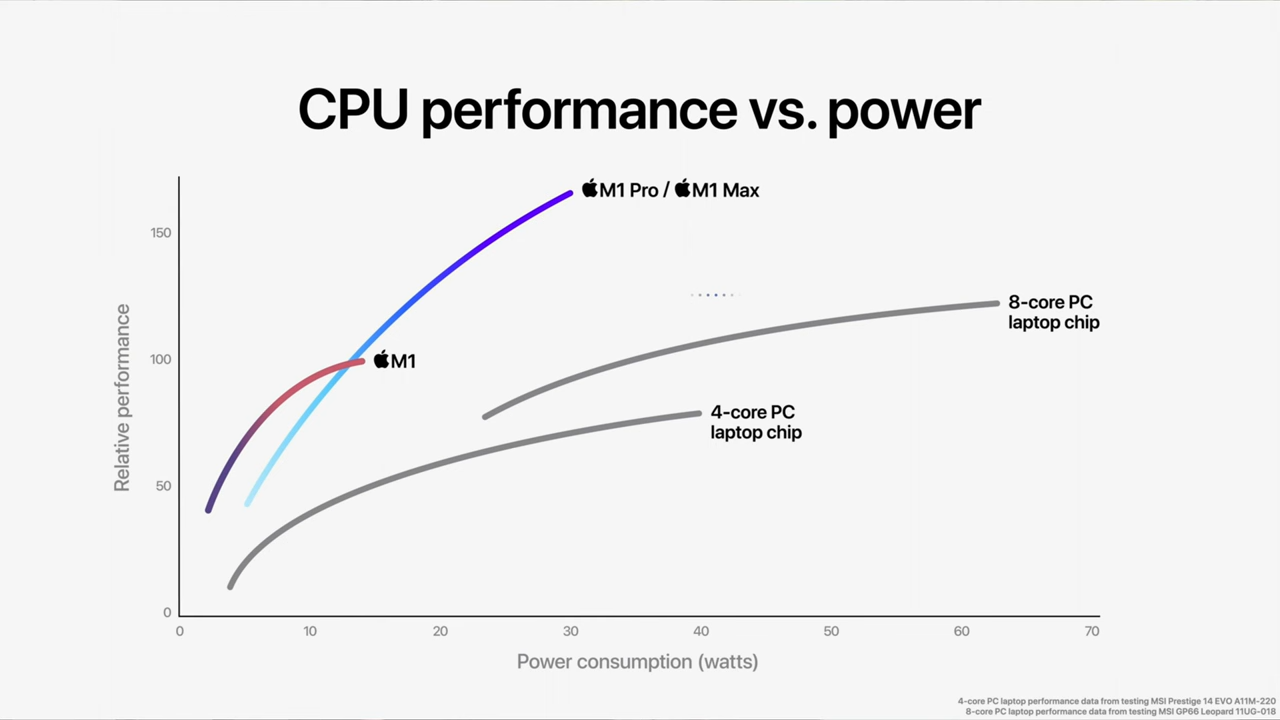 CPU performance vs. power
M1 Pro / M1 Max
150
8-core PC
laptop chip
Relative performance
100
M1
4-core PC
laptop chip
50
0
0 10 20 30 40 50 60 70
Power consumption (watts)
4-core PC laptop performance data from testing MSI Prestige 14 EVO A11M-220
8-core PC laptop performance data from testing MSI GP66 Leopard 11UG-018